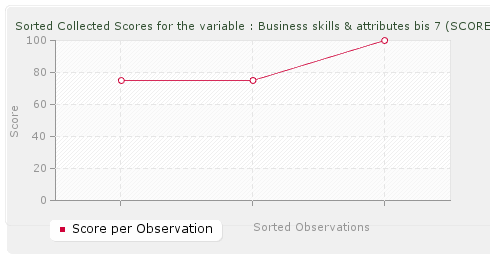 Sorted Collected Scores for the variable : Business skills & attributes bis 7 (SCORE
100
80
60
40
20
0
Score
Sorted Observations
Score per Observation